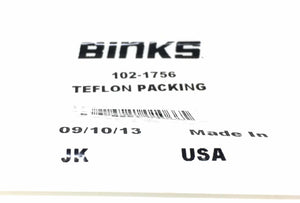 BINKS
102-1756
TEFLON PACKING
09/10/13 Made In
JK USA